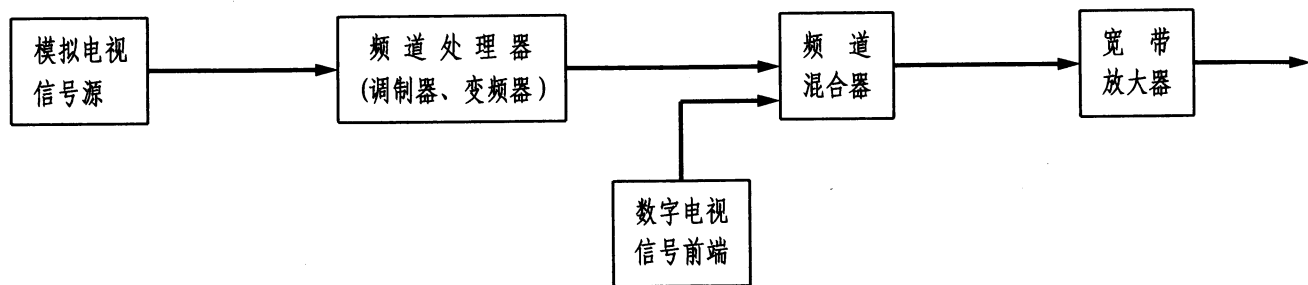 模拟电视
信号源
频道处理器
(调制器、变频器)
频道
混合器
宽带
放大器
数字电视
信号前端